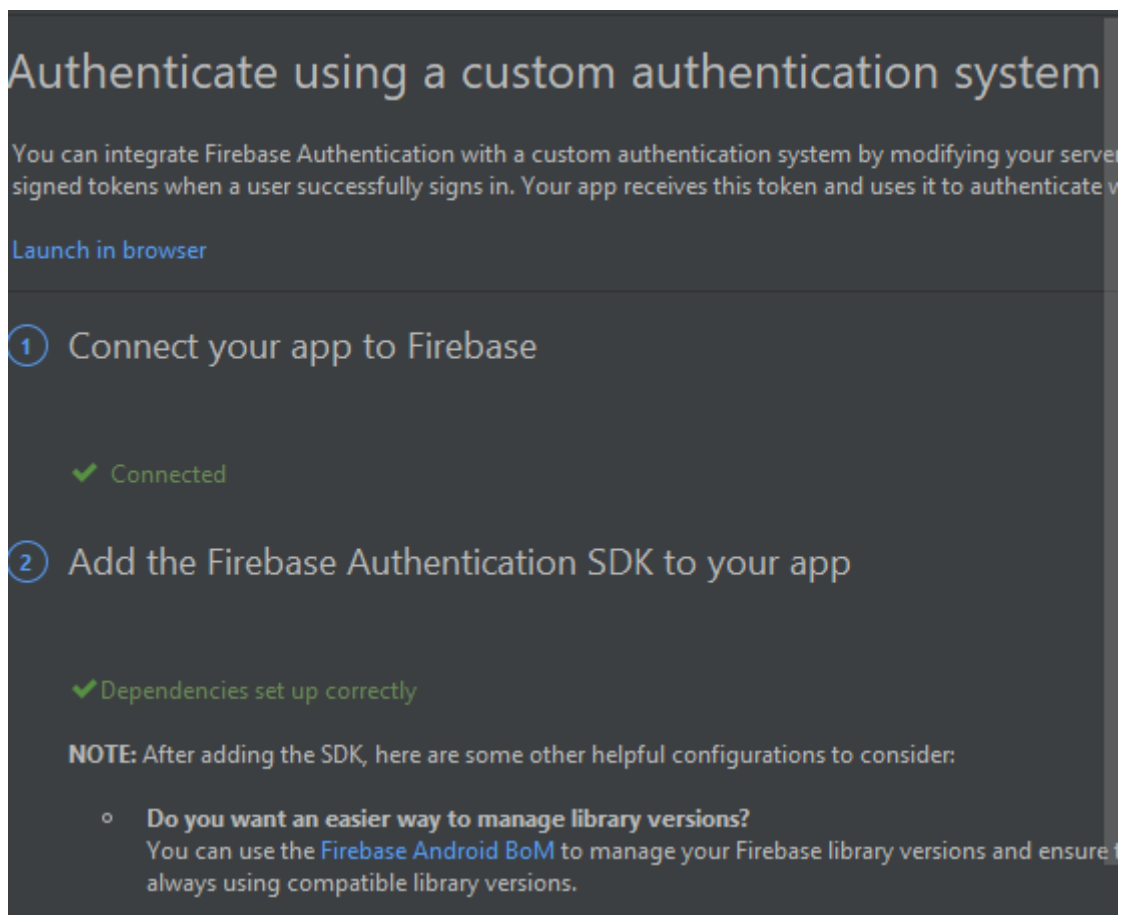 Authenticate using a custom authentication system
You can integrate Firebase Authentication with a custom authentication system by modifying your server
signed tokens when a user successfully signs in. Your app receives this token and uses it to authenticate
Launch in browser
1 Connect your app to Firebase
Connected
2 Add the Firebase Authentication SDK to your app
Dependencies set up correctly
NOTE: After adding the SDK, here are some other helpful configurations to consider:
Do you want an easier way to manage library versions?
You can use the Firebase Android BoM to manage your Firebase library versions and ensure
always using compatible library versions.